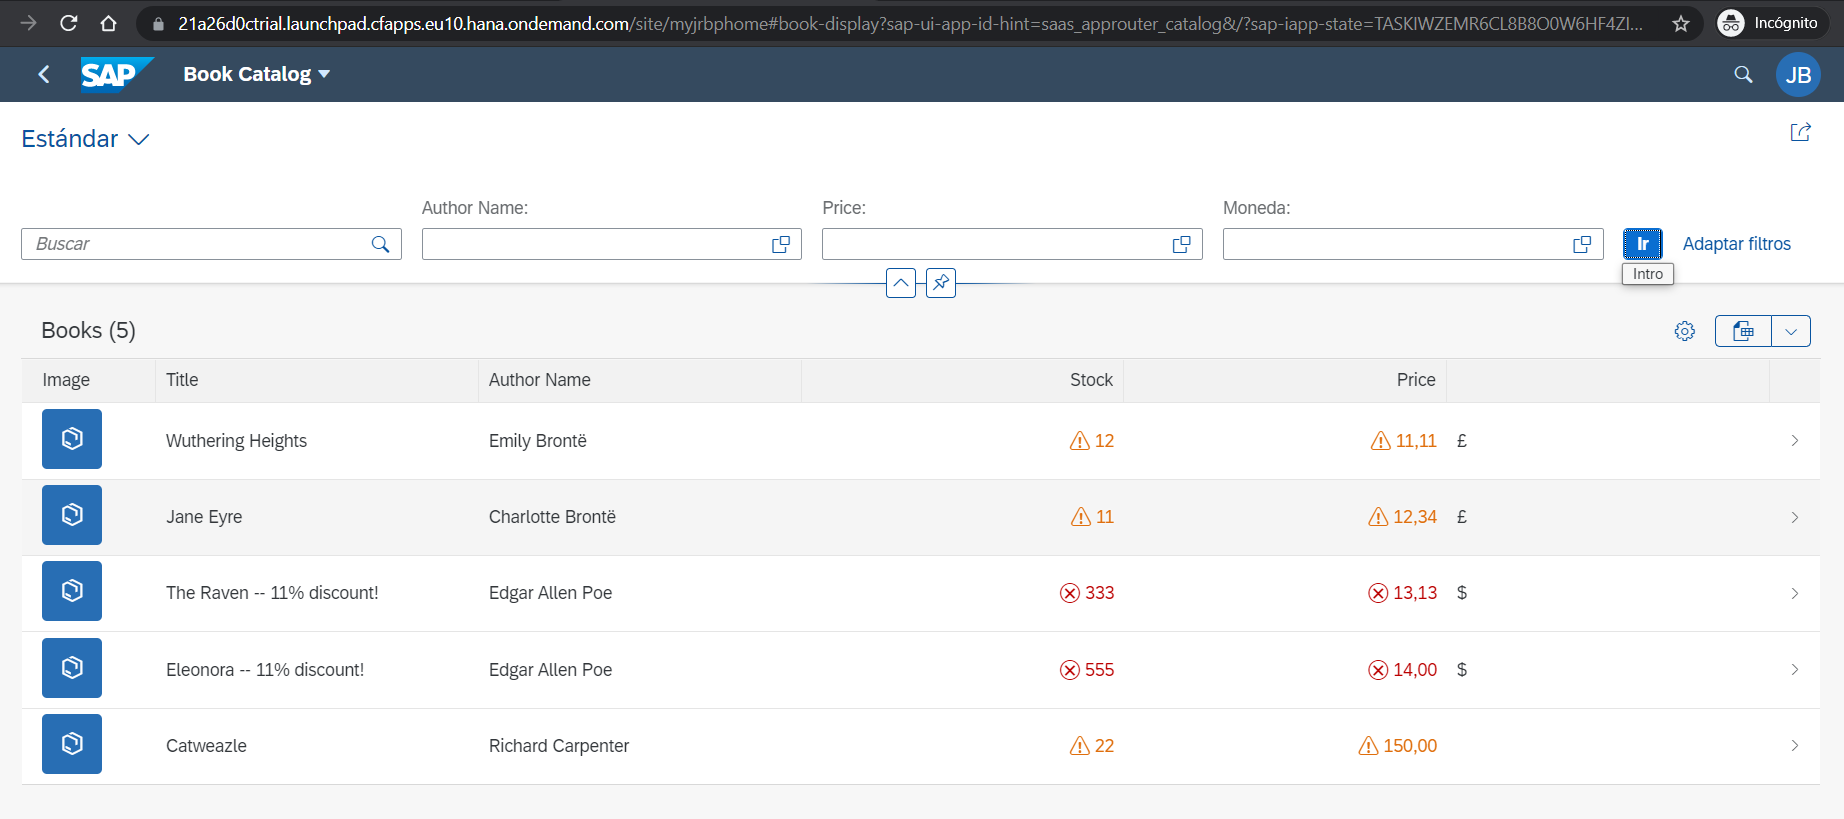 21a26d0ctrial.launchpad.cfapps.eu10.hana.ondemand.com/site/myjrbphome#book-display?sap-ui-app-id-hint=saas_approuter_catalog&/?sap-iapp-state=TASKIWZEMR6CL8B8O0W6HF4ZI... Incógnito
SAP Book Catalog JB
Estándar
Author Name: Price: Moneda:
Buscar Ir Adaptar filtros
Intro
Books (5)
Image Title Author Name Stock Price
Wuthering Heights Emily Brontë 12 11,11 £
Jane Eyre Charlotte Brontë 11 12,34 £
The Raven -- 11% discount! Edgar Allen Poe 333 13,13 $
Eleonora -- 11% discount! Edgar Allen Poe 555 14,00 $
Catweazle Richard Carpenter 22 150,00